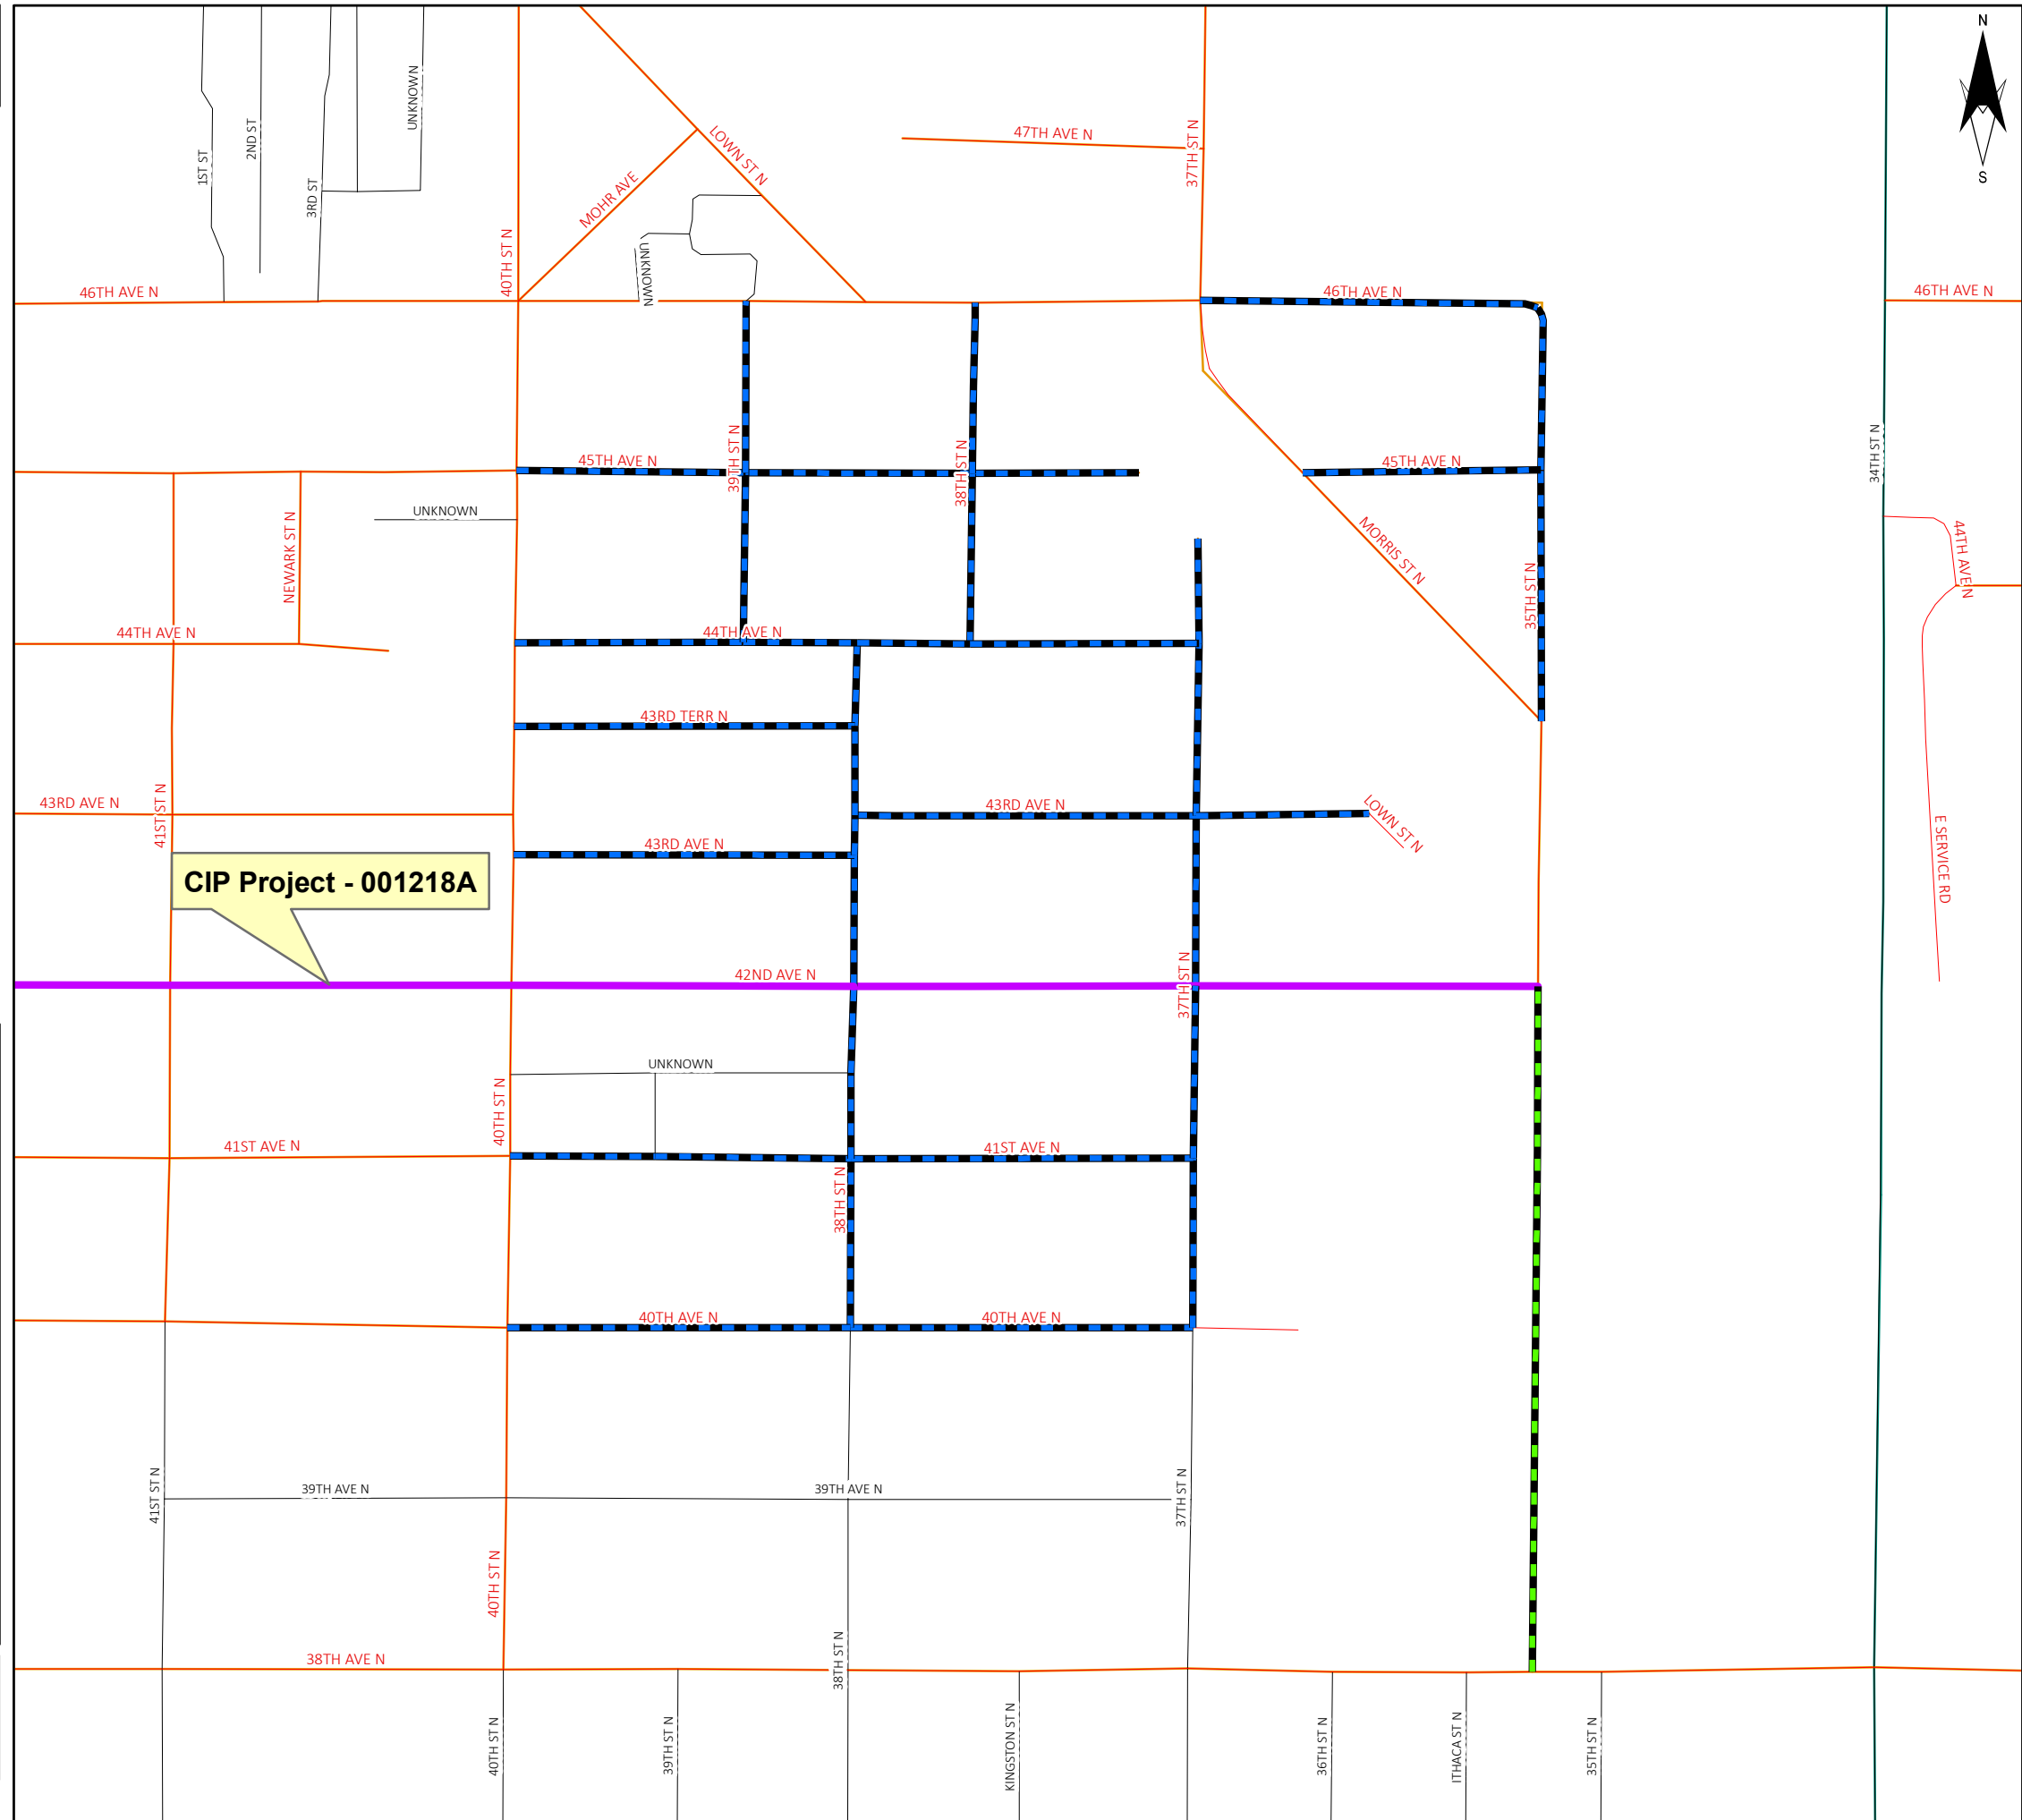 N
S
1ST ST
2ND ST
3RD ST
UNKNOWN
40TH ST N
MOHR AVE
LOWN ST N
UNKNOWN
47TH AVE N
37TH ST N
46TH AVE N
46TH AVE N
46TH AVE N
45TH AVE N
39TH ST N
38TH ST N
45TH AVE N
34TH ST N
UNKNOWN
NEWARK ST N
MORRIS ST N
35TH ST N
44TH AVE N
44TH AVE N
44TH AVE N
43RD TERR N
43RD AVE N
41ST ST N
43RD AVE N
LOWN ST N
43RD AVE N
E SERVICE RD
CIP Project - 001218A
42ND AVE N
37TH ST N
UNKNOWN
40TH ST N
41ST AVE N
41ST AVE N
38TH ST N
40TH AVE N
40TH AVE N
41ST ST N
39TH AVE N
39TH AVE N
37TH ST N
40TH ST N
38TH AVE N
38TH ST N
40TH ST N
39TH ST N
KINGSTON ST N
36TH ST N
ITHACA ST N
35TH ST N